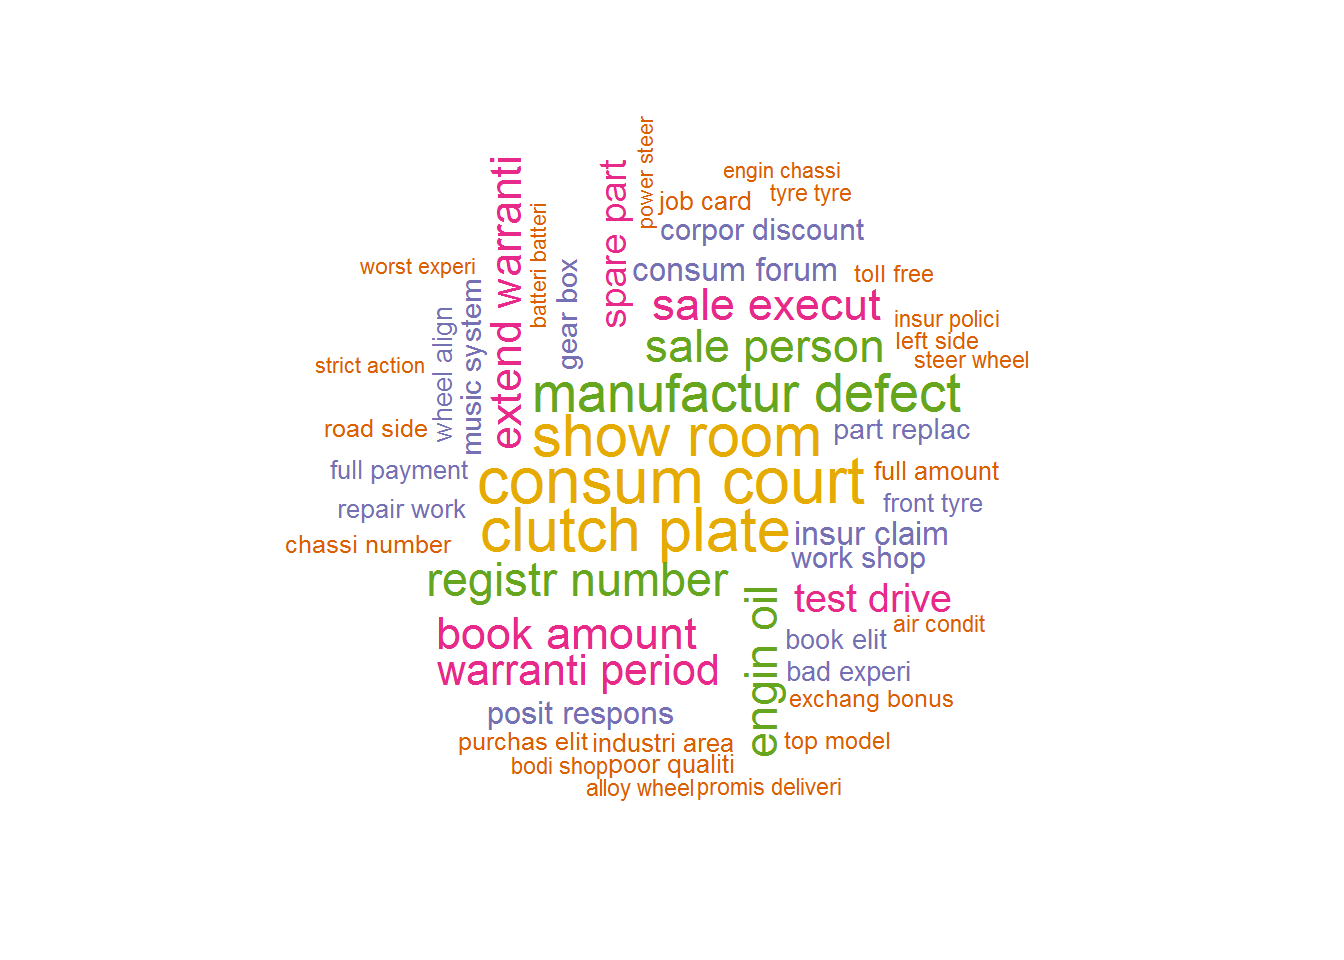 power steer
engin chassi
tyre tyre
job card
extend warranti
spare part
batteri batteri
corpor discount
gear box
worst experi
consum forum
toll free
music system
wheel align
sale execut
insur polici
left side
sale person
steer wheel
strict action
manufactur defect
road side
show room
part replac
full payment
consum court
full amount
repair work
front tyre
chassi number
clutch plate
insur claim
work shop
registr number
engin oil
test drive
air condit
book amount
book elit
warranti period
bad experi
exchang bonus
posit respons
purchas elit
industri area
top model
bodi shop
poor qualiti
alloy wheel
promis deliveri